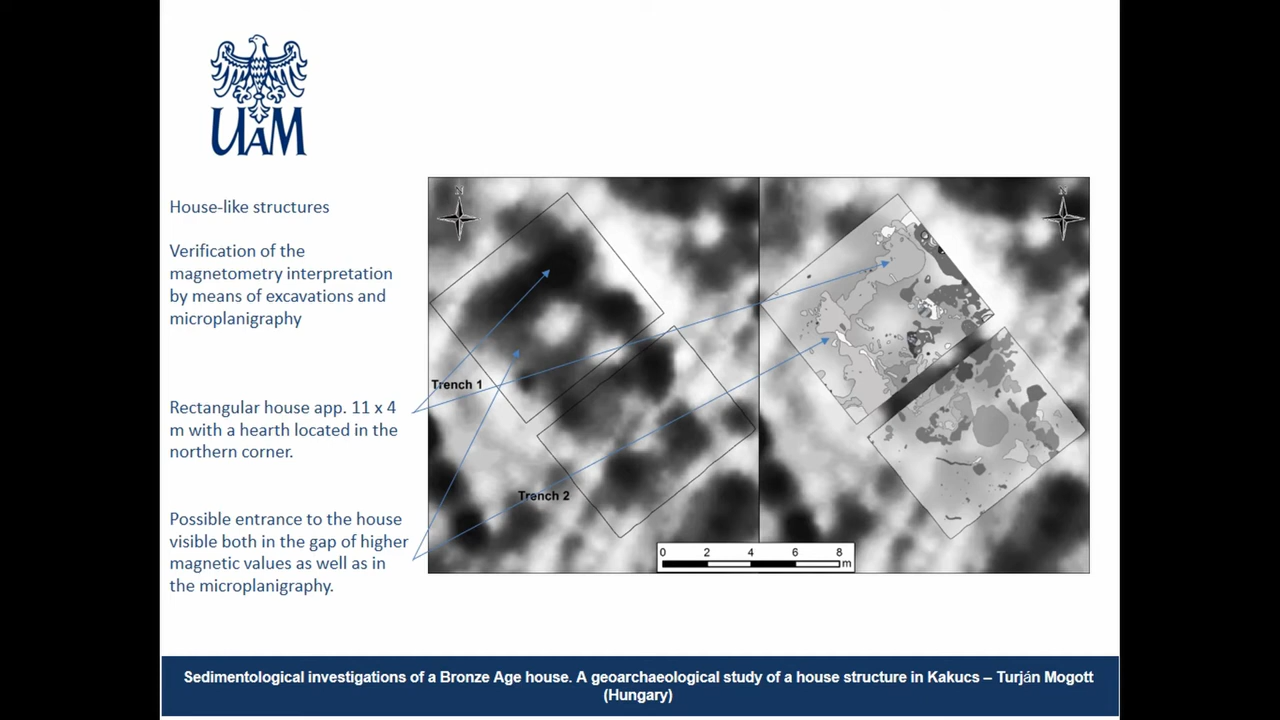 UAM
House-like structures
Verification of the
magnetometry interpretation
by means of excavations and
microplanigraphy
Rectangular house app. 11 x 4
m with a hearth located in the
northern corner.
Possible entrance to the house
visible both in the gap of higher
magnetic values as well as in
the microplanigraphy.
N
N
Trench 1
Trench 2
0 2 4 6 8
m
Sedimentological investigations of a Bronze Age house. A geoarchaeological study of a house structure in Kakucs – Turján Mogott
(Hungary)